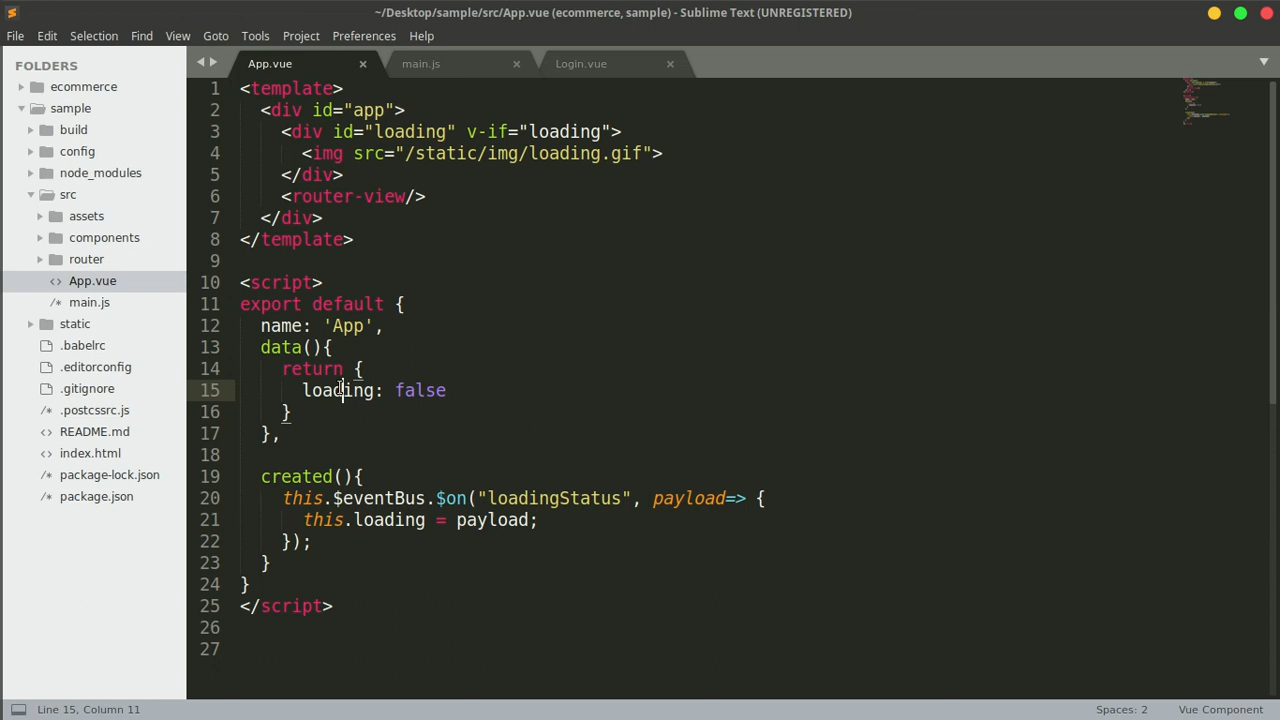 ~/Desktop/sample/src/App.vue (ecommerce, sample) - Sublime Text (UNREGISTERED)
File Edit Selection Find View Goto Tools Project Preferences Help
FOLDERS
ecommerce
sample
build
config
node_modules
src
assets
components
router
App.vue
main.js
static
.babelrc
.editorconfig
.gitignore
.postcssrc.js
README.md
index.html
package-lock.json
package.json
App.vue main.js Login.vue
1 <template>
2   <div id="app">
3     <div id="loading" v-if="loading">
4       <img src="/static/img/loading.gif">
5     </div>
6     <router-view/>
7   </div>
8 </template>
9
10 <script>
11 export default {
12   name: 'App',
13   data(){
14     return {
15       loading: false
16     }
17   },
18
19   created(){
20     this.$eventBus.$on("loadingStatus", payload=> {
21       this.loading = payload;
22     });
23   }
24 }
25 </script>
26
27
Line 15, Column 11 Spaces: 2 Vue Component